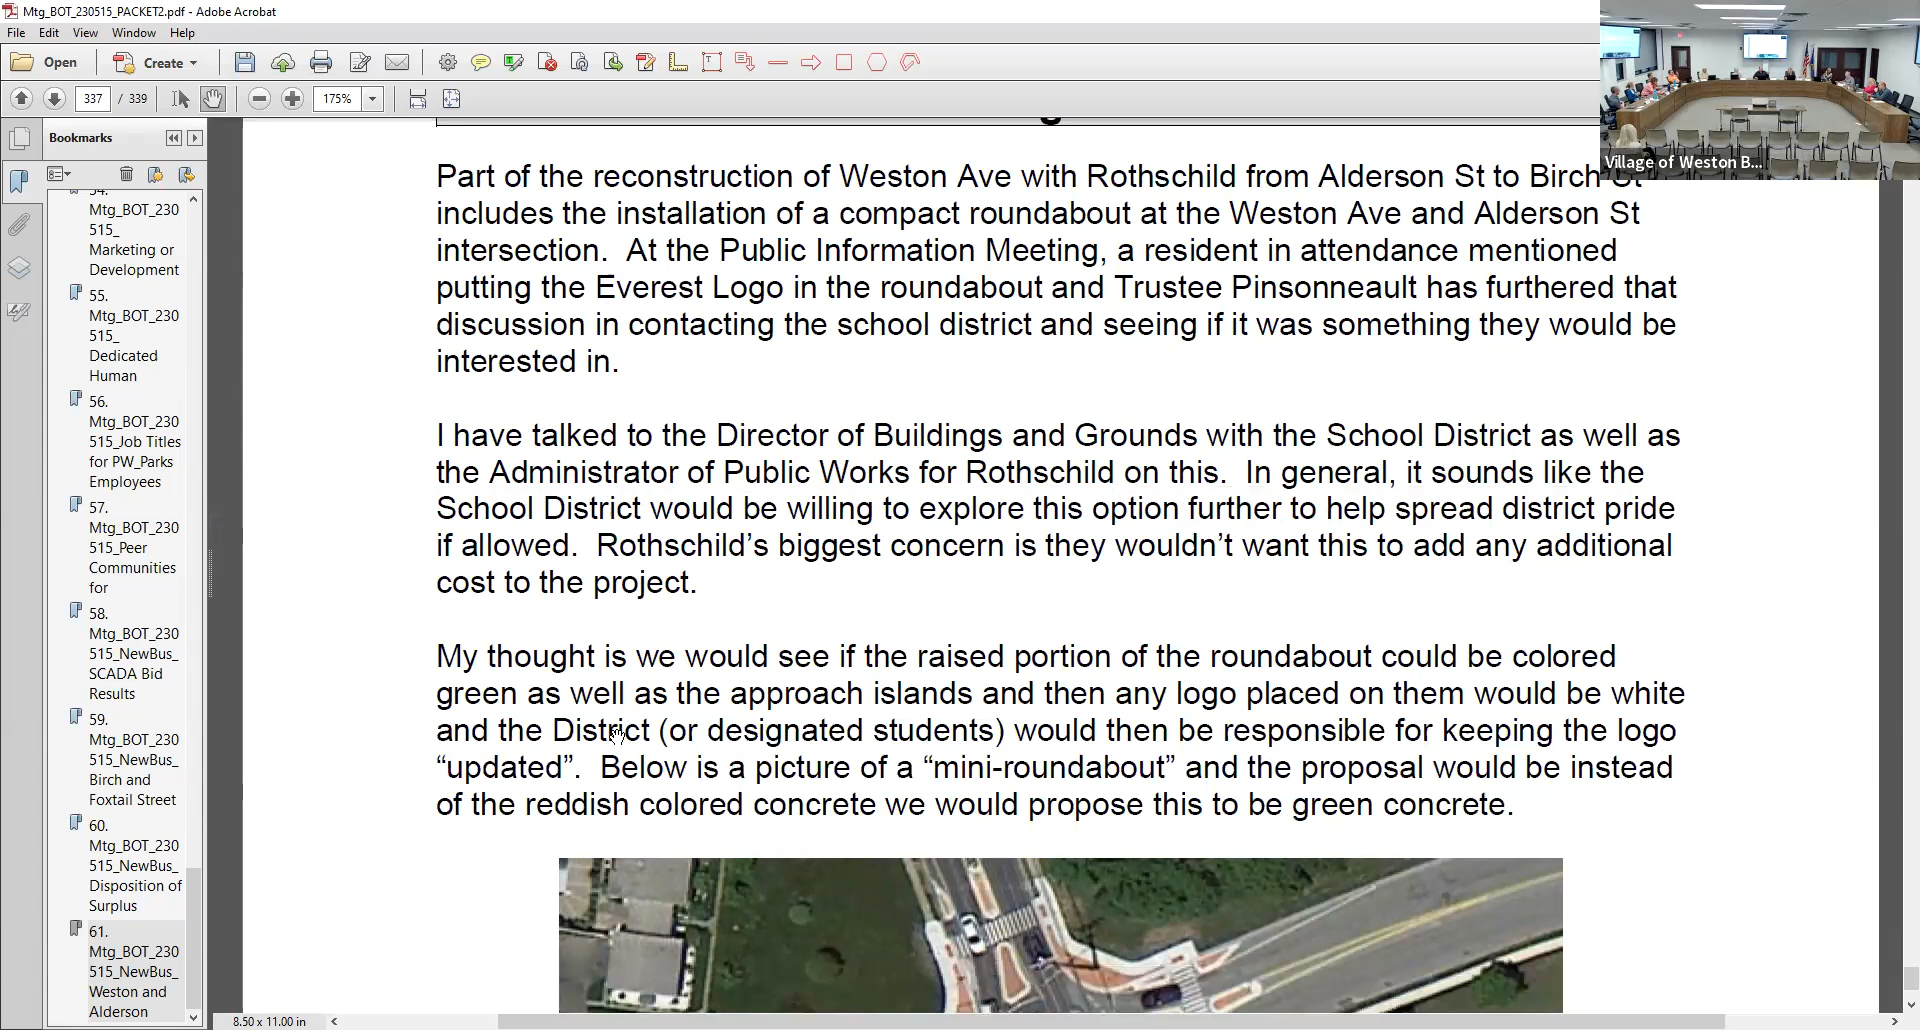 Mtg_BOT_230515_PACKET2.pdf - Adobe Acrobat
File Edit View Window Help
Open Create
337 / 339 175%
Bookmarks
54.
Mtg_BOT_230
515_
Marketing or
Development
55.
Mtg_BOT_230
515_
Dedicated
Human
56.
Mtg_BOT_230
515_Job Titles
for PW_Parks
Employees
57.
Mtg_BOT_230
515_Peer
Communities
for
58.
Mtg_BOT_230
515_NewBus_
SCADA Bid
Results
59.
Mtg_BOT_230
515_NewBus_
Birch and
Foxtail Street
60.
Mtg_BOT_230
515_NewBus_
Disposition of
Surplus
61.
Mtg_BOT_230
515_NewBus_
Weston and
Alderson
Part of the reconstruction of Weston Ave with Rothschild from Alderson St to Birch St
includes the installation of a compact roundabout at the Weston Ave and Alderson St
intersection. At the Public Information Meeting, a resident in attendance mentioned
putting the Everest Logo in the roundabout and Trustee Pinsonneault has furthered that
discussion in contacting the school district and seeing if it was something they would be
interested in.
I have talked to the Director of Buildings and Grounds with the School District as well as
the Administrator of Public Works for Rothschild on this. In general, it sounds like the
School District would be willing to explore this option further to help spread district pride
if allowed. Rothschild’s biggest concern is they wouldn’t want this to add any additional
cost to the project.
My thought is we would see if the raised portion of the roundabout could be colored
green as well as the approach islands and then any logo placed on them would be white
and the District (or designated students) would then be responsible for keeping the logo
“updated”. Below is a picture of a “mini-roundabout” and the proposal would be instead
of the reddish colored concrete we would propose this to be green concrete.
Village of Weston B...
8.50 x 11.00 in